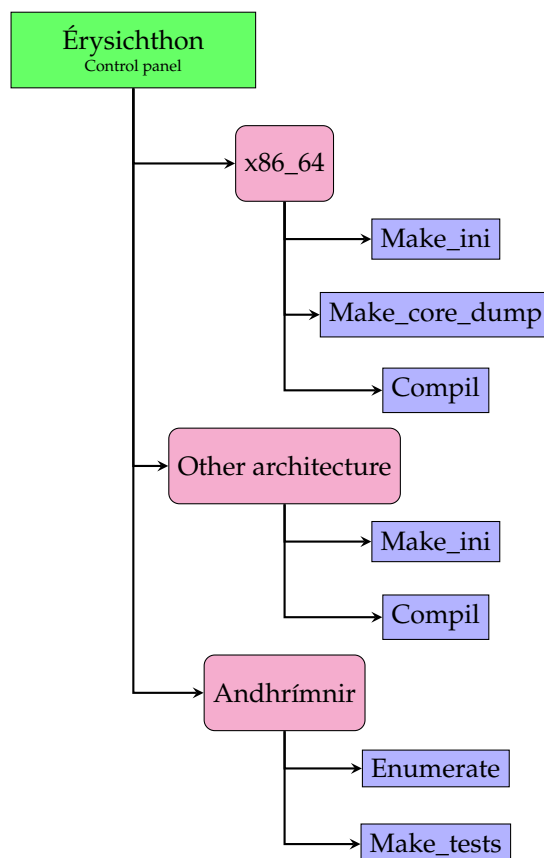 Érysichthon
Control panel
x86_64
Make_ini
Make_core_dump
Compil
Other architecture
Make_ini
Compil
Andhrímnir
Enumerate
Make_tests